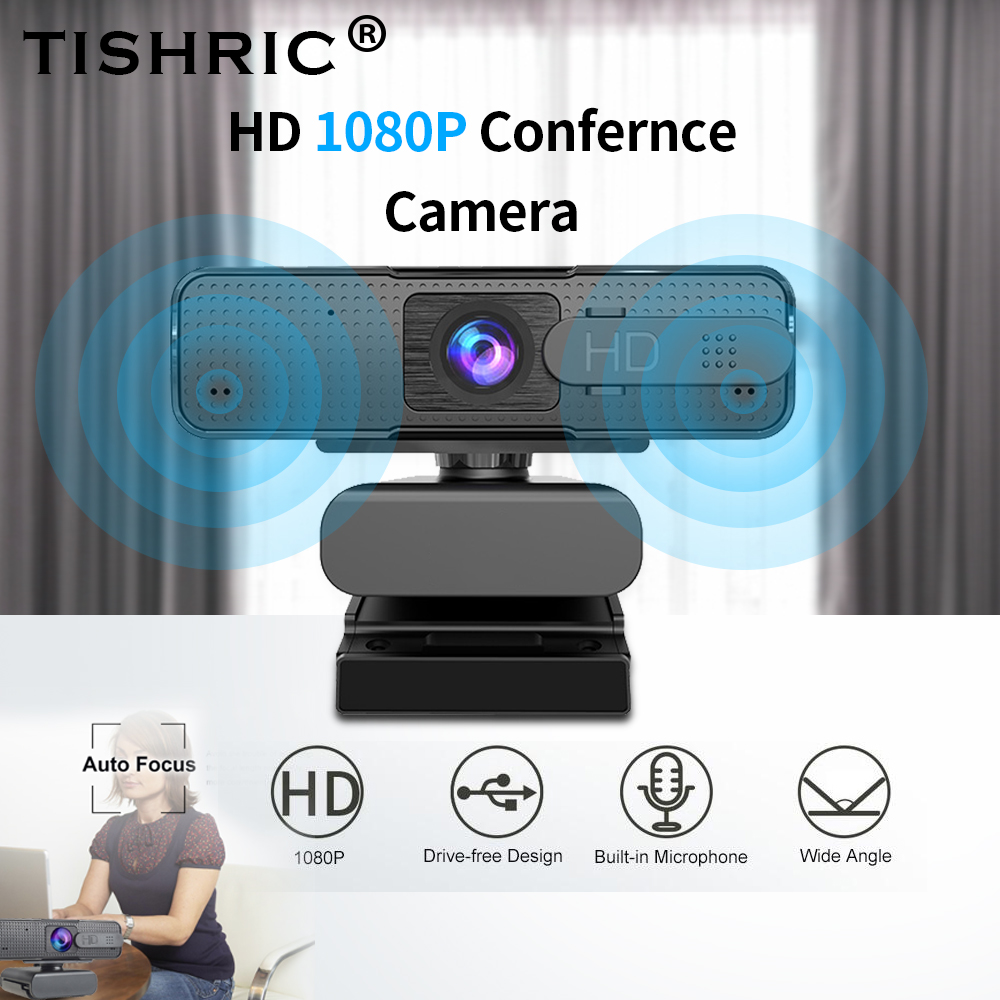 TISHRIC®
HD 1080P Confernce
Camera
HD
Auto Focus
HD
1080P
Drive-free Design
Built-in Microphone
Wide Angle
HD